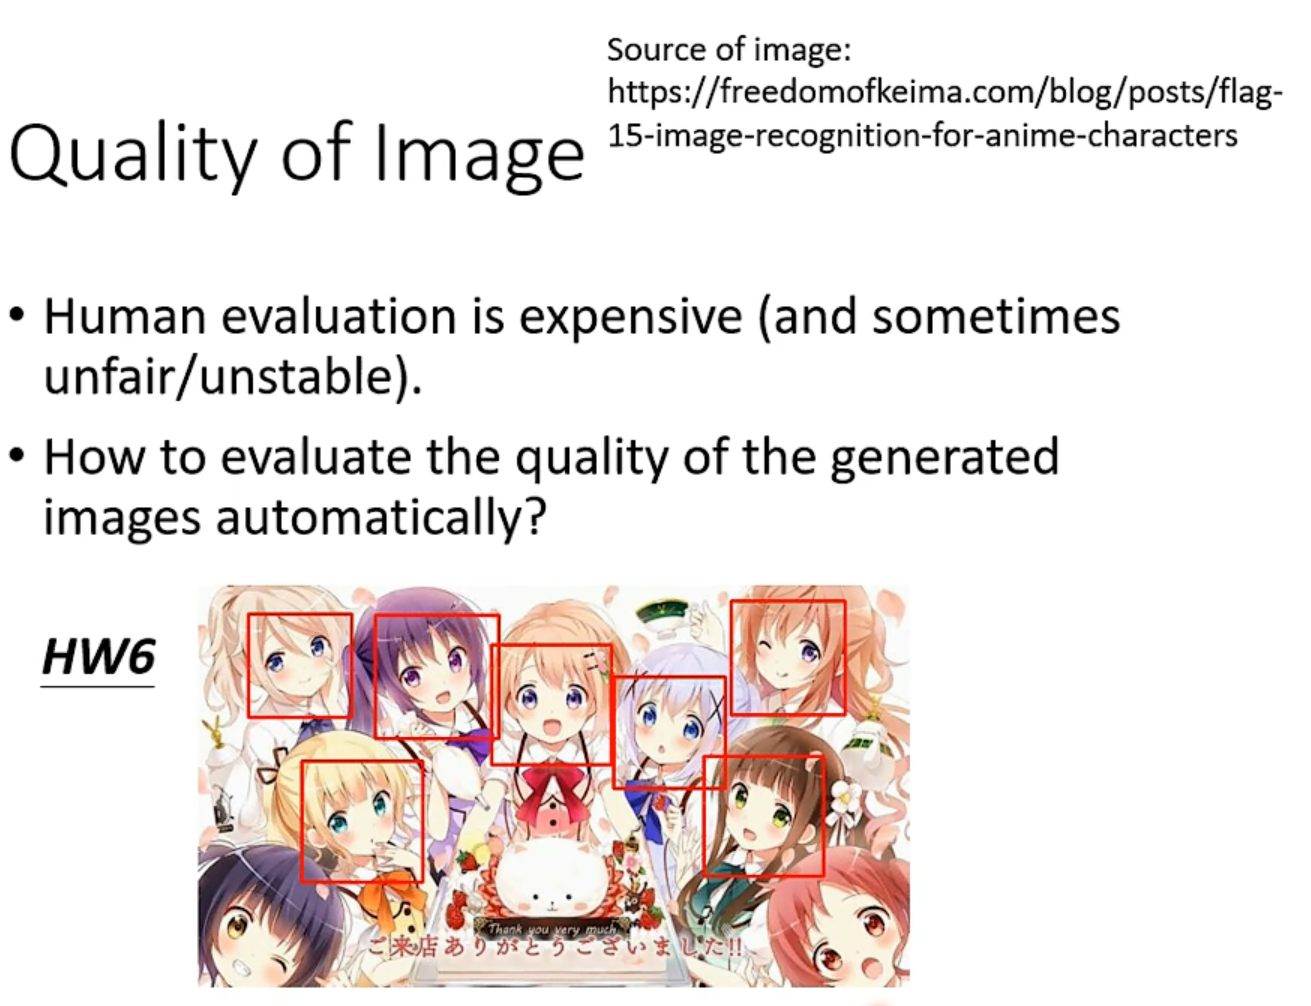 Source of image:
https://freedomofkeima.com/blog/posts/flag-
15-image-recognition-for-anime-characters
Quality of Image
• Human evaluation is expensive (and sometimes
unfair/unstable).
• How to evaluate the quality of the generated
images automatically?
HW6
Thank you very much
ご来店ありがとうございました!!